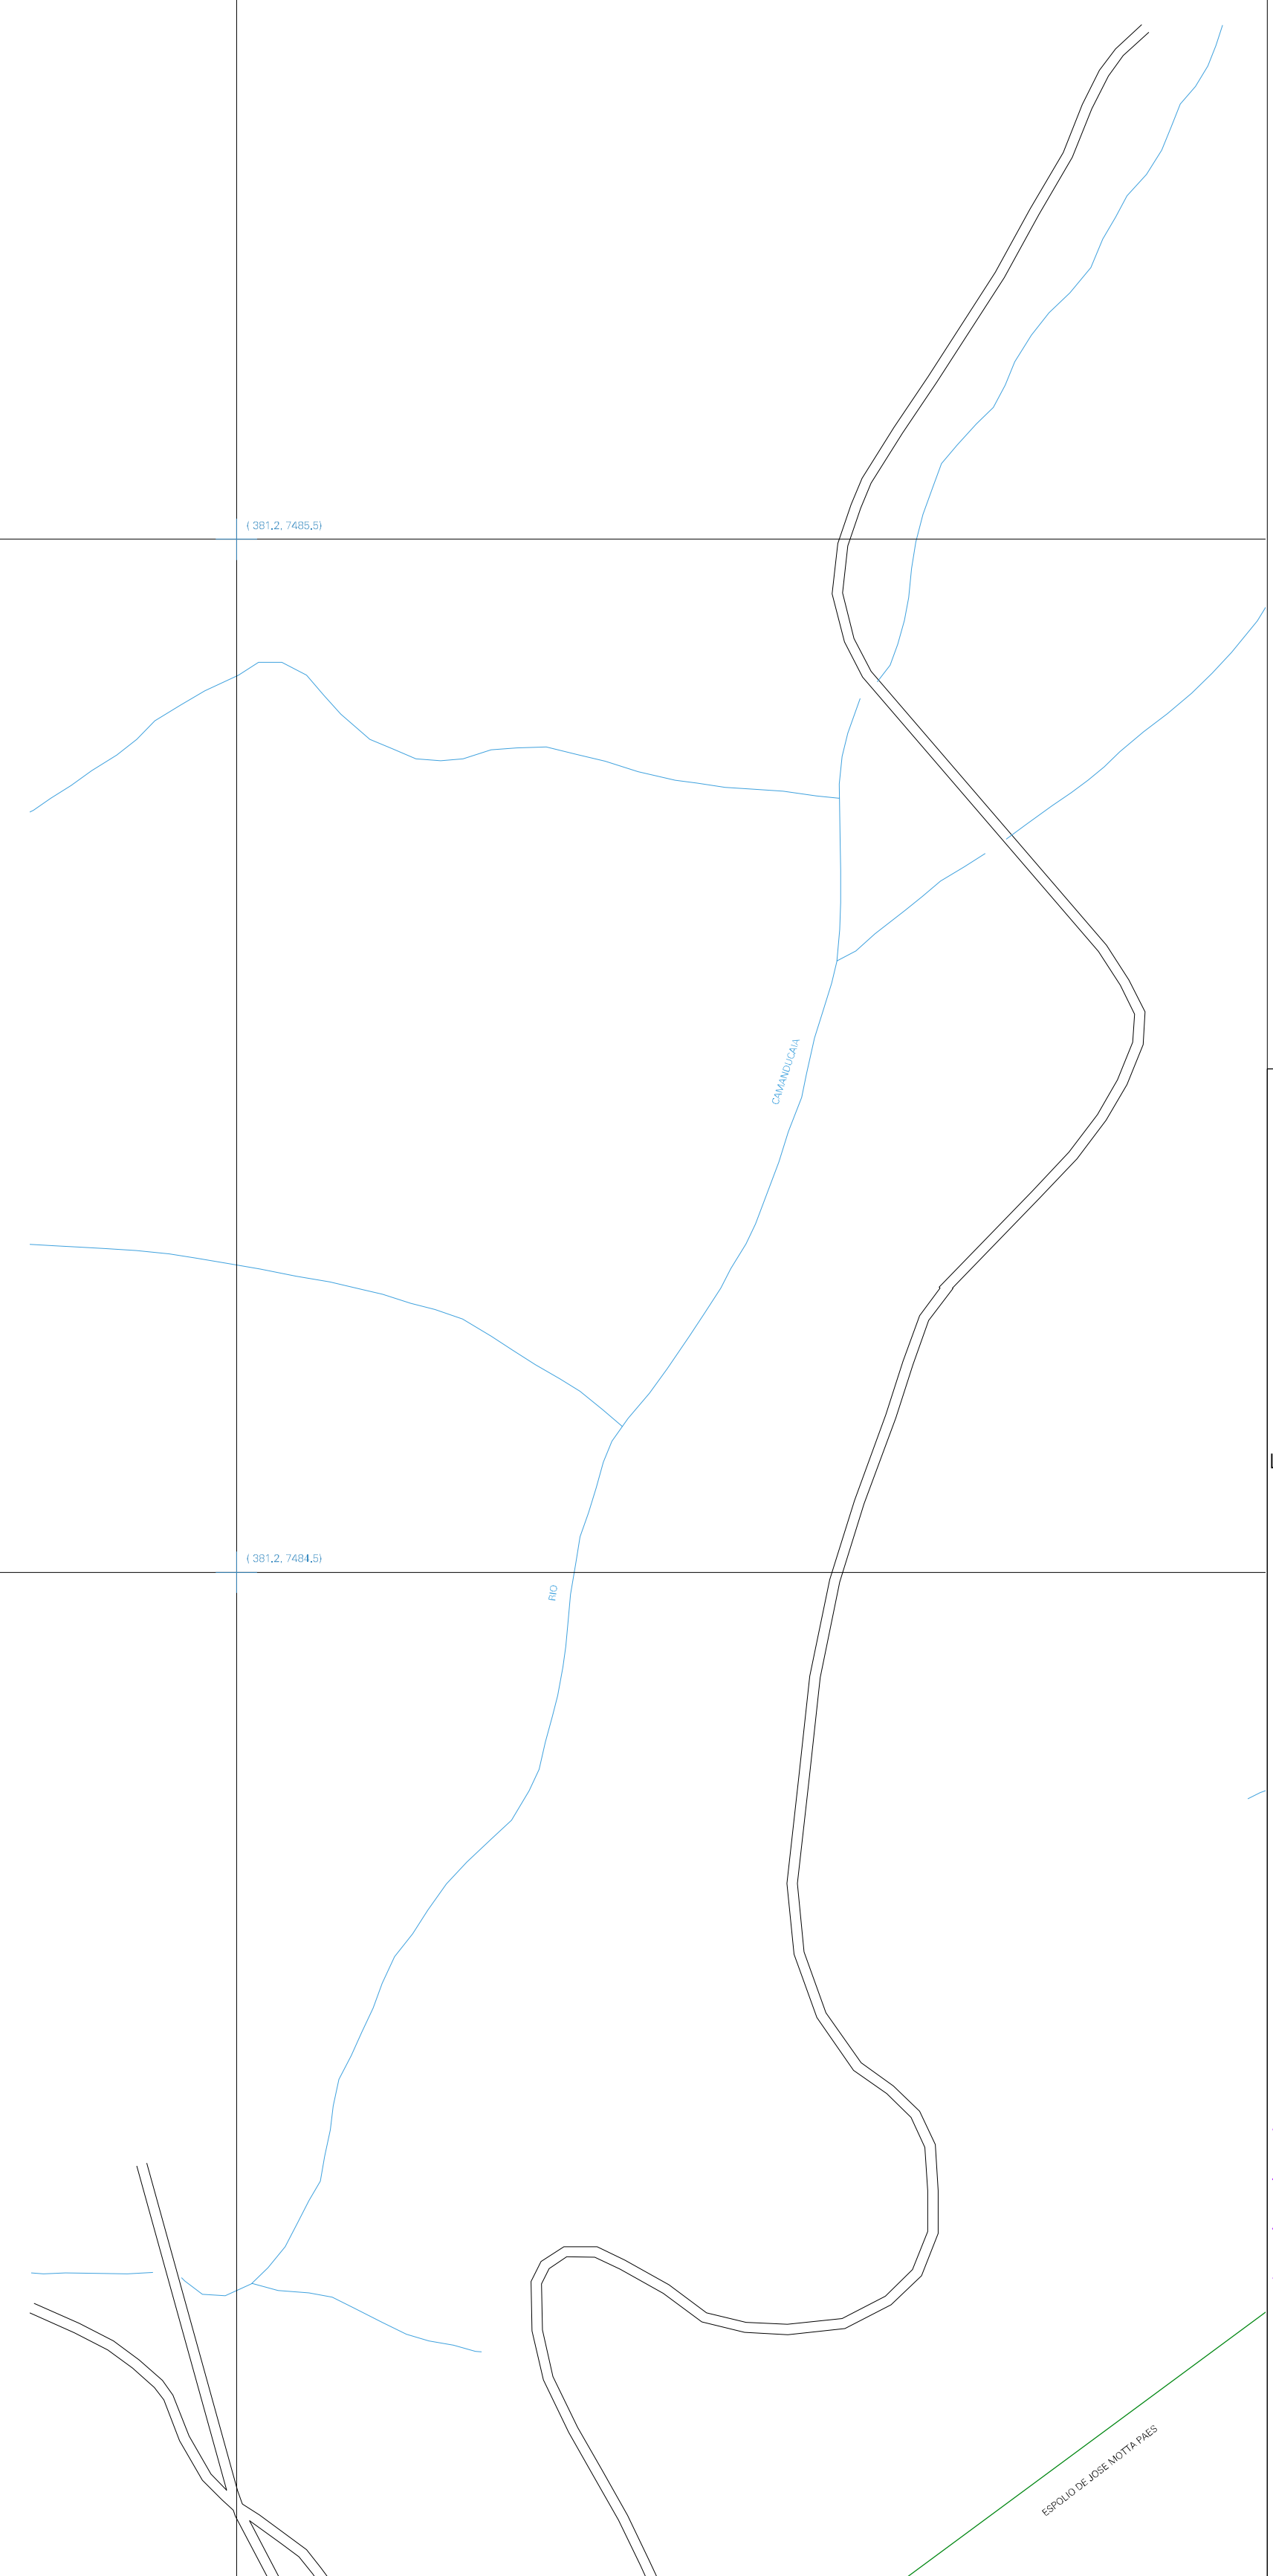 ( 381,2, 7485,5)
CAMANDUCAIA
( 381,2, 7484,5)
RIO
ESPOLIO DE JOSE MOTTA PAES